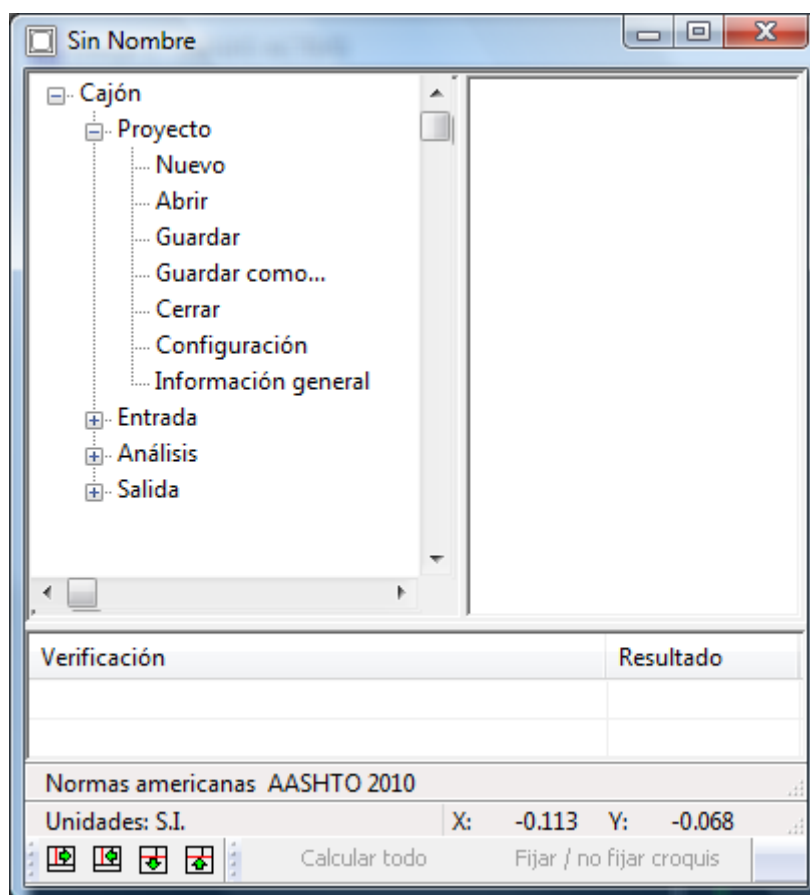 Sin Nombre
Cajón
Proyecto
Nuevo
Abrir
Guardar
Guardar como...
Cerrar
Configuración
Información general
Entrada
Análisis
Salida
Verificación Resultado
Normas americanas AASHTO 2010
Unidades: S.I. X: -0.113 Y: -0.068
Calcular todo Fijar / no fijar croquis